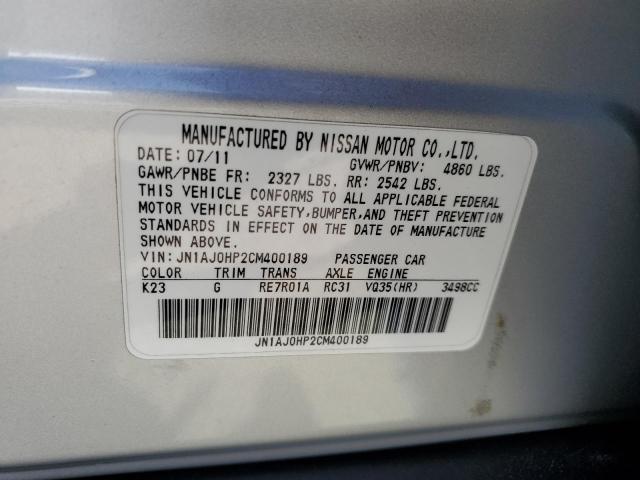 MANUFACTURED BY NISSAN MOTOR CO.,LTD.
DATE: 07/11 GVWR/PNBV: 4860 LBS.
GAWR/PNBE FR: 2327 LBS. RR: 2542 LBS.
THIS VEHICLE CONFORMS TO ALL APPLICABLE FEDERAL
MOTOR VEHICLE SAFETY,BUMPER,AND THEFT PREVENTION
STANDARDS IN EFFECT ON THE DATE OF MANUFACTURE
SHOWN ABOVE.
VIN: JN1AJ0HP2CM400189 PASSENGER CAR
COLOR TRIM TRANS AXLE ENGINE
K23 G RE7R01A RC31 VQ35(HR) 3498CC
JN1AJ0HP2CM400189